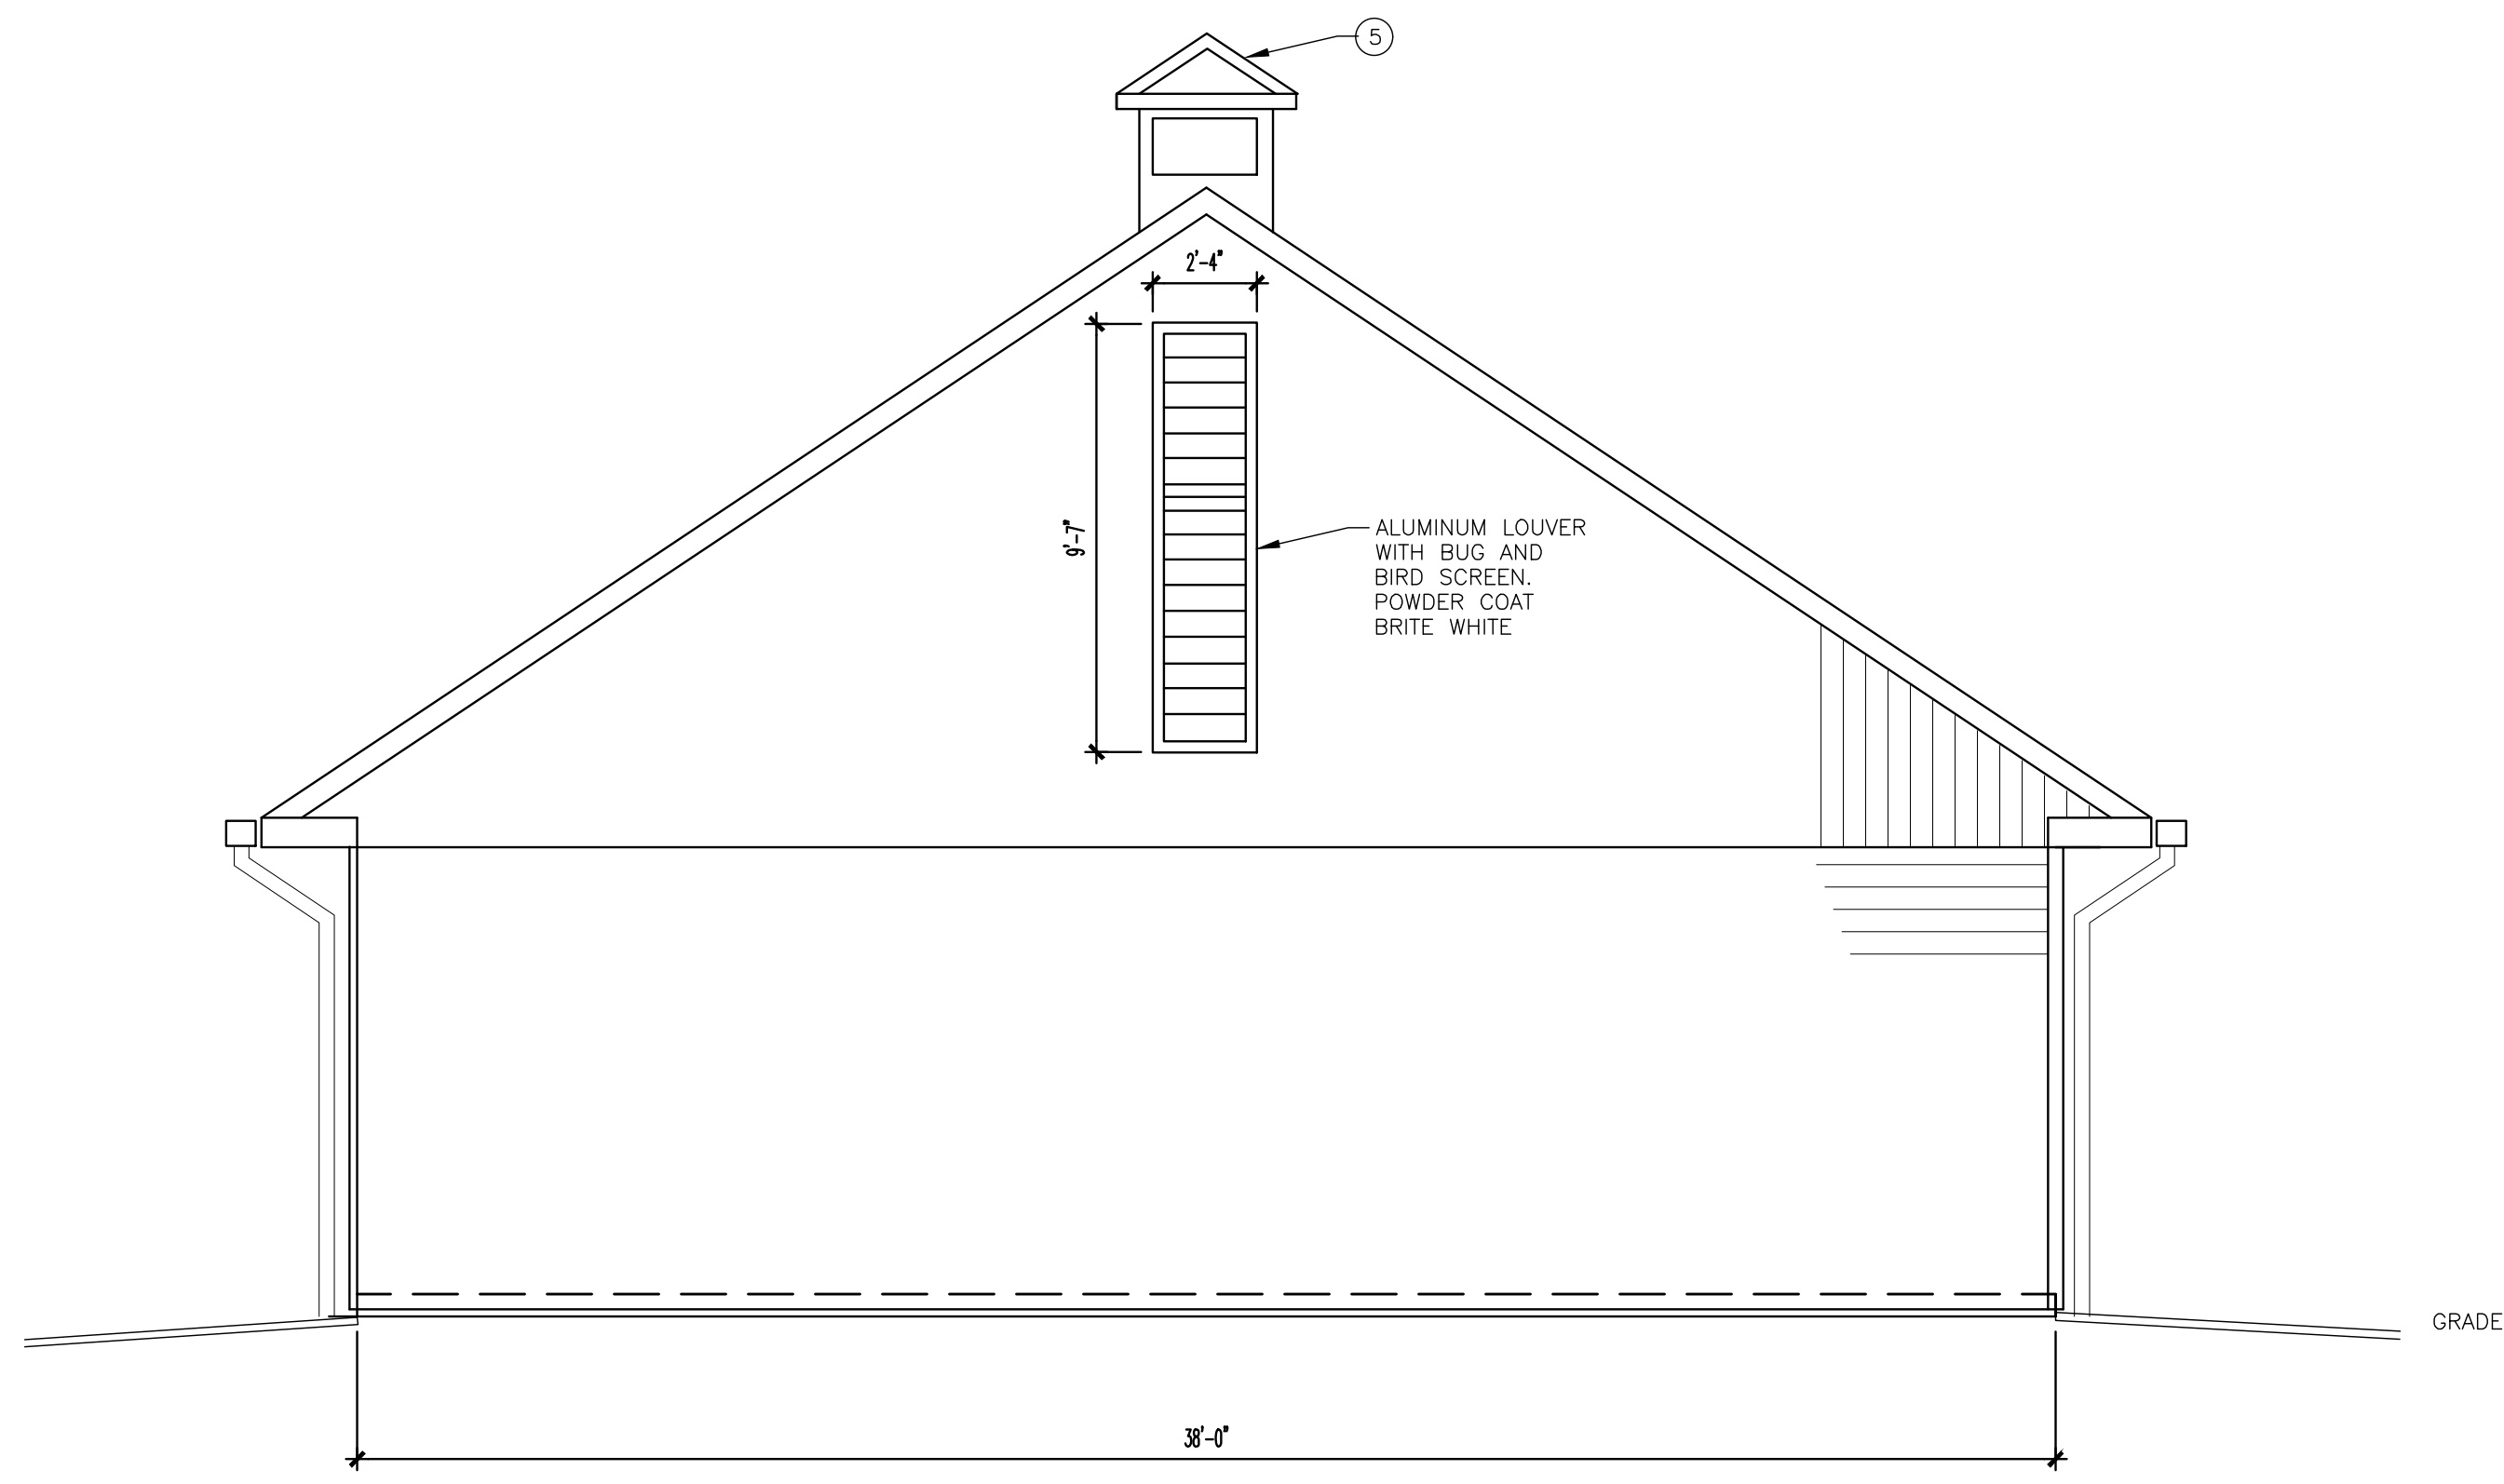 5
2'-4"
9'-7"
ALUMINUM LOUVER
WITH BUG AND
BIRD SCREEN.
POWDER COAT
BRITE WHITE
GRADE
38'-0"